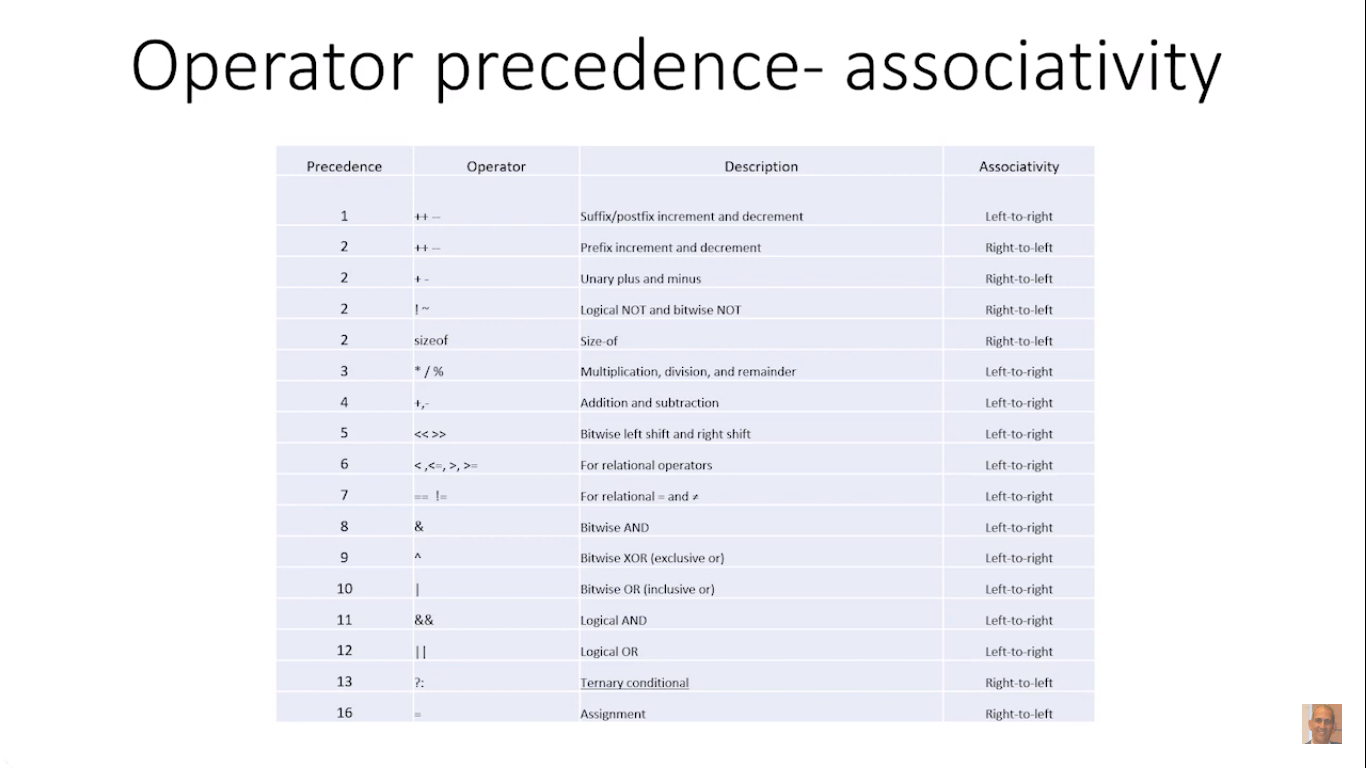 Operator precedence- associativity
Precedence Operator Description Associativity
1 ++ -- Suffix/postfix increment and decrement Left-to-right
2 ++ -- Prefix increment and decrement Right-to-left
2 + - Unary plus and minus Right-to-left
2 ! ~ Logical NOT and bitwise NOT Right-to-left
2 sizeof Size-of Right-to-left
3 * / % Multiplication, division, and remainder Left-to-right
4 +,- Addition and subtraction Left-to-right
5 << >> Bitwise left shift and right shift Left-to-right
6 < ,<=, >, >= For relational operators Left-to-right
7 == != For relational = and ≠ Left-to-right
8 & Bitwise AND Left-to-right
9 ^ Bitwise XOR (exclusive or) Left-to-right
10 | Bitwise OR (inclusive or) Left-to-right
11 && Logical AND Left-to-right
12 || Logical OR Left-to-right
13 ?: Ternary conditional Right-to-left
16 = Assignment Right-to-left